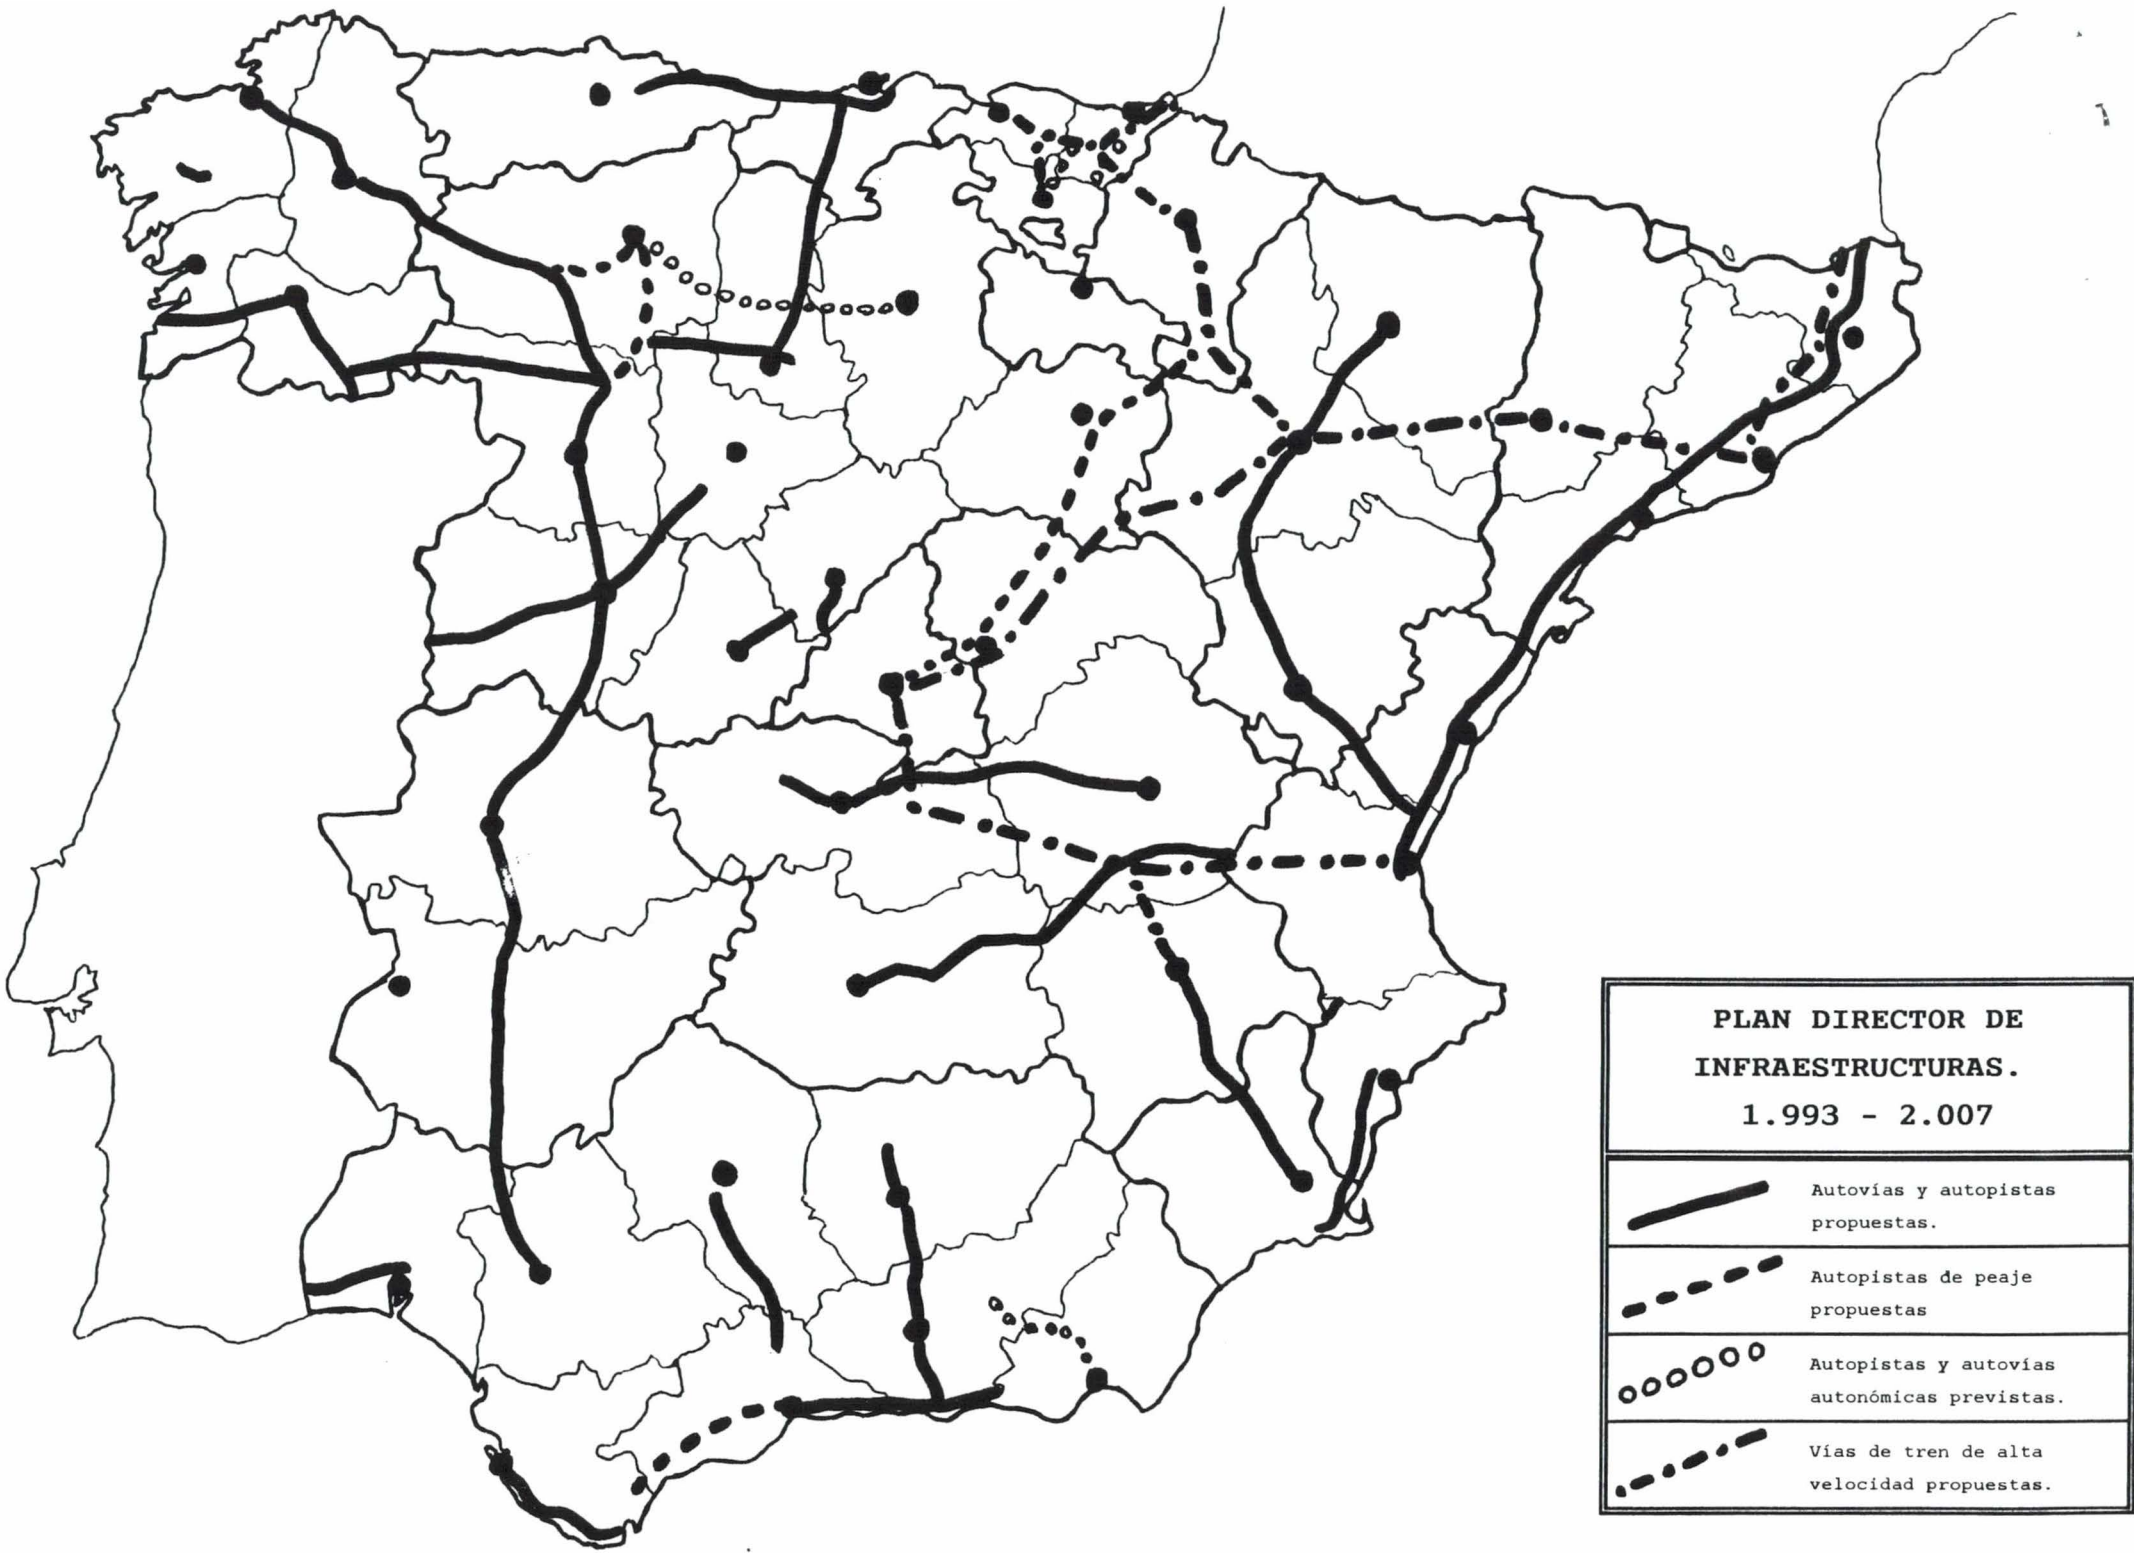 PLAN DIRECTOR DE
INFRAESTRUCTURAS.
1.993 - 2.007
Autovías y autopistas
propuestas.
Autopistas de peaje
propuestas
Autopistas y autovías
autonómicas previstas.
Vías de tren de alta
velocidad propuestas.